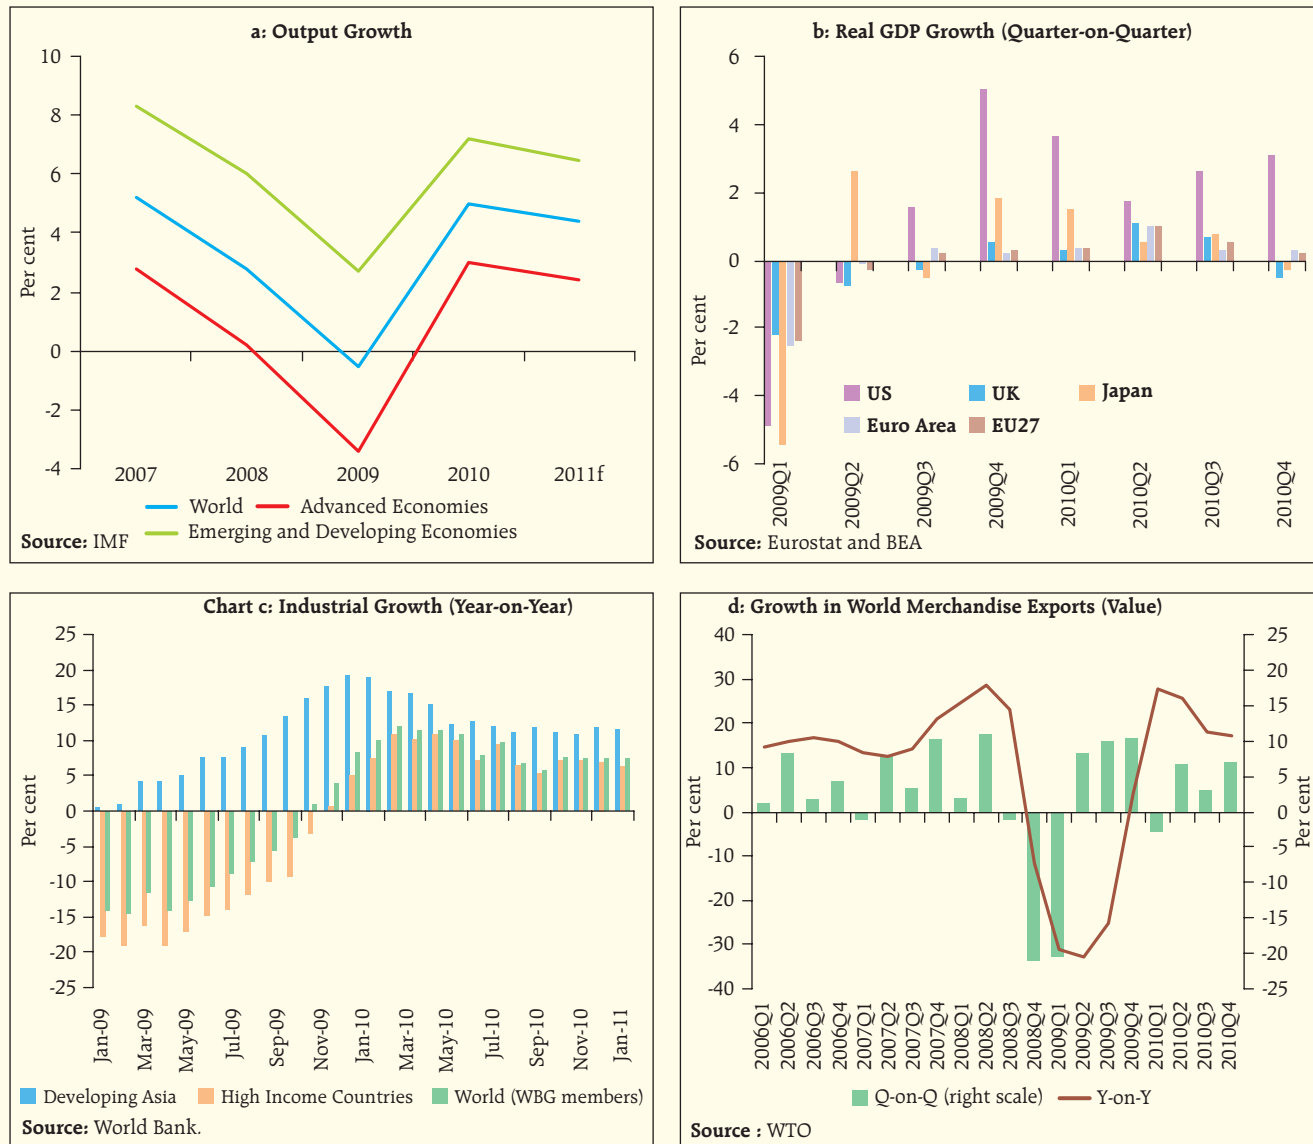 a: Output Growth
10
8
6
4
2
0
-2
-4
Per cent
2007 2008 2009 2010 2011f
World Advanced Economies
Emerging and Developing Economies
Source: IMF
b: Real GDP Growth (Quarter-on-Quarter)
6
4
2
0
-2
-4
-6
Per cent
US UK Japan
Euro Area EU27
2009Q1 2009Q2 2009Q3 2009Q4 2010Q1 2010Q2 2010Q3 2010Q4
Source: Eurostat and BEA
Chart c: Industrial Growth (Year-on-Year)
25
20
15
10
5
0
-5
-10
-15
-20
-25
Per cent
Jan-09 Mar-09 May-09 Jul-09 Sep-09 Nov-09 Jan-10 Mar-10 May-10 Jul-10 Sep-10 Nov-10 Jan-11
Developing Asia High Income Countries World (WBG members)
Source: World Bank.
d: Growth in World Merchandise Exports (Value)
40
30
20
10
0
-10
-20
-30
-40
Per cent
25
20
15
10
5
0
-5
-10
-15
-20
-25
Per cent
2006Q1 2006Q2 2006Q3 2006Q4 2007Q1 2007Q2 2007Q3 2007Q4 2008Q1 2008Q2 2008Q3 2008Q4 2009Q1 2009Q2 2009Q3 2009Q4 2010Q1 2010Q2 2010Q3 2010Q4
Q-on-Q (right scale) Y-on-Y
Source : WTO